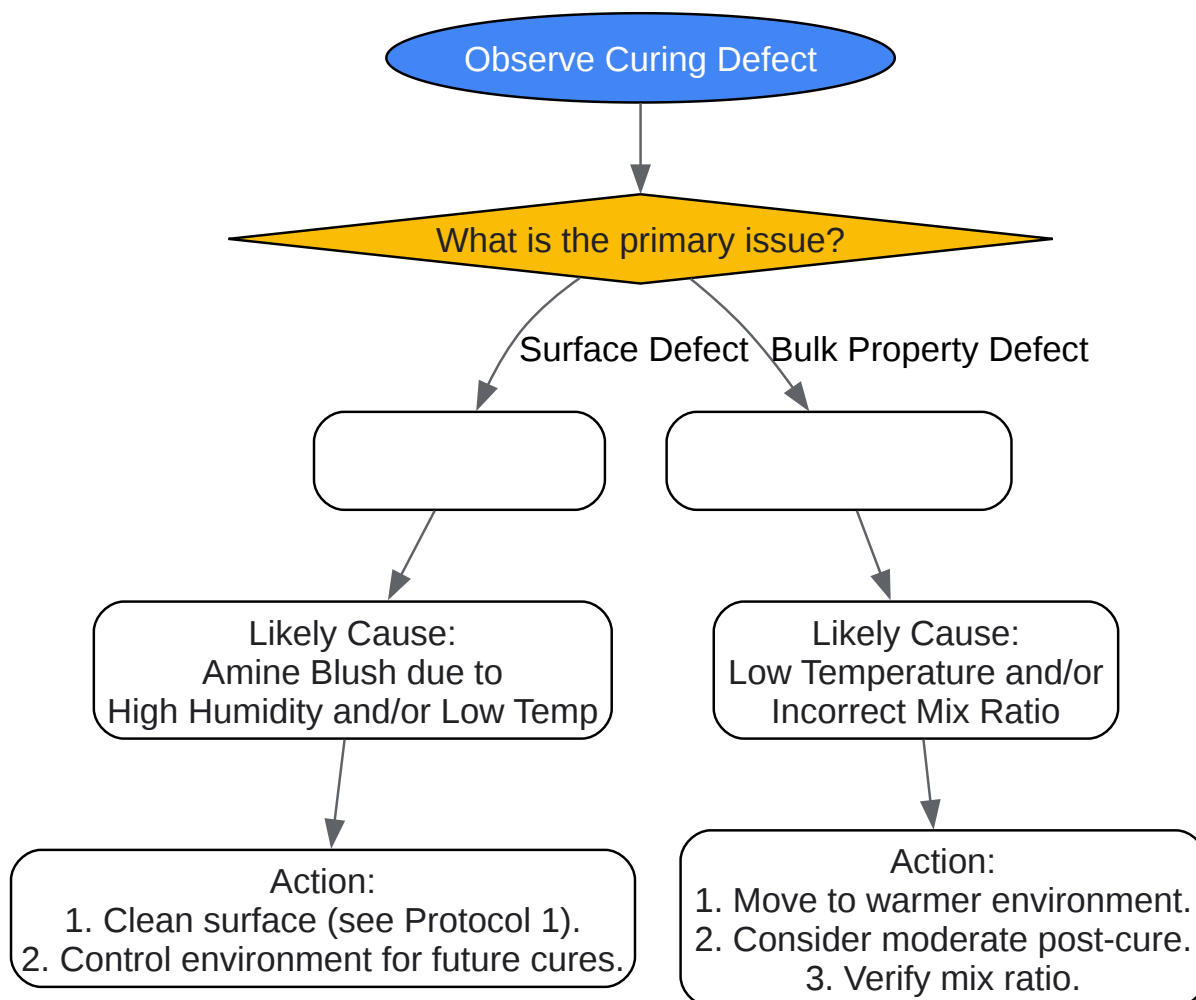 Observe Curing Defect
What is the primary issue?
Surface Defect
Bulk Property Defect
Likely Cause:
Amine Blush due to
High Humidity and/or Low Temp
Likely Cause:
Low Temperature and/or
Incorrect Mix Ratio
Action:
1. Clean surface (see Protocol 1).
2. Control environment for future cures.
Action:
1. Move to warmer environment.
2. Consider moderate post-cure.
3. Verify mix ratio.